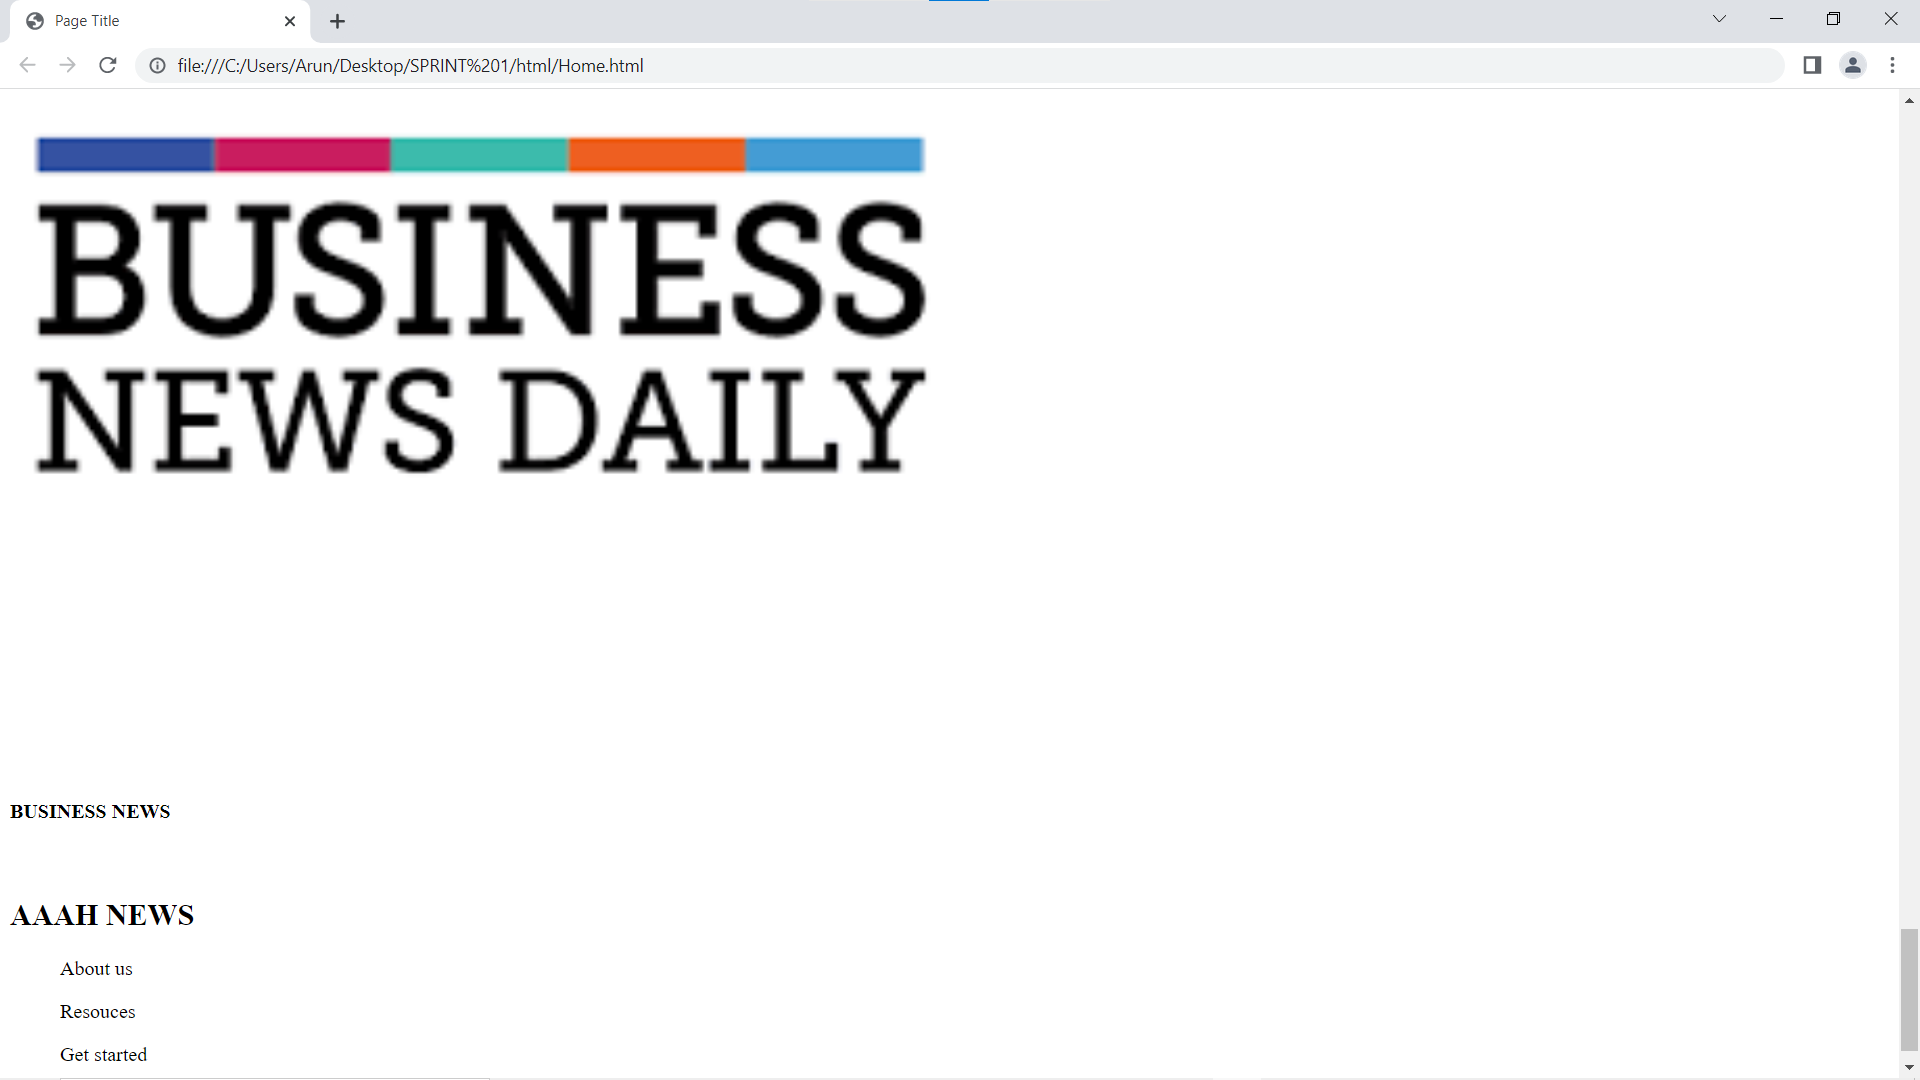 Page Title
file:///C:/Users/Arun/Desktop/SPRINT%201/html/Home.html
BUSINESS
NEWS DAILY
BUSINESS NEWS
AAAH NEWS
About us
Resouces
Get started